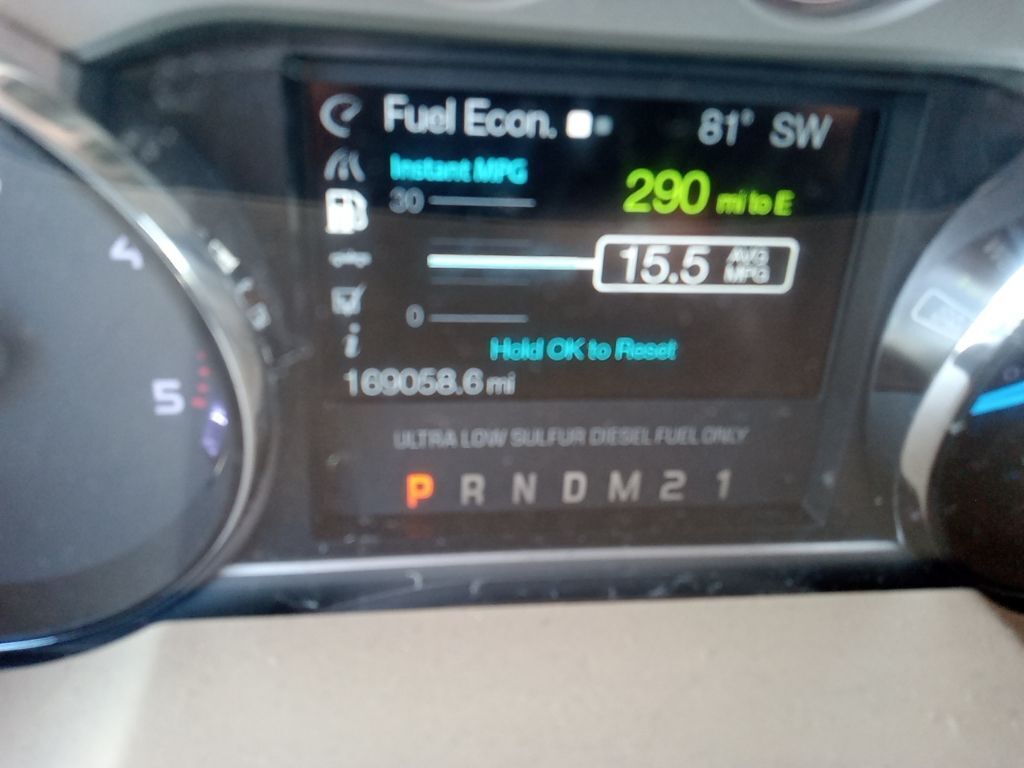 Fuel Econ. 81° SW
Instant MPG
30
290 mi to E
15.5 AVG MPG
0
Hold OK to Reset
169058.6 mi
ULTRA LOW SULFUR DIESEL FUEL ONLY
P R N D M 2 1
4
5